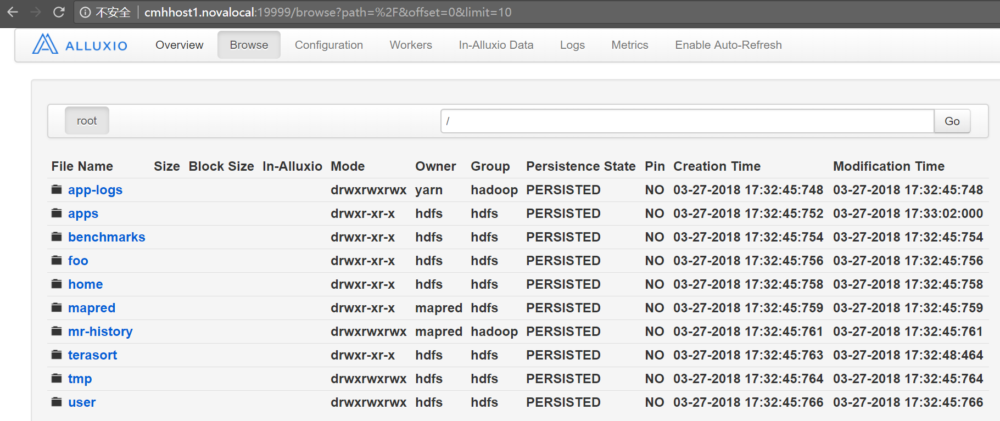 不安全 cmhhost1.novalocal:19999/browse?path=%2F&offset=0&limit=10
ALLUXIO Overview Browse Configuration Workers In-Alluxio Data Logs Metrics Enable Auto-Refresh
root / Go
File Name Size Block Size In-Alluxio Mode Owner Group Persistence State Pin Creation Time Modification Time
app-logs drwxrwxrwx yarn hadoop PERSISTED NO 03-27-2018 17:32:45:748 03-27-2018 17:32:45:748
apps drwxr-xr-x hdfs hdfs PERSISTED NO 03-27-2018 17:32:45:752 03-27-2018 17:33:02:000
benchmarks drwxr-xr-x hdfs hdfs PERSISTED NO 03-27-2018 17:32:45:754 03-27-2018 17:32:45:754
foo drwxr-xr-x hdfs hdfs PERSISTED NO 03-27-2018 17:32:45:756 03-27-2018 17:32:45:756
home drwxr-xr-x hdfs hdfs PERSISTED NO 03-27-2018 17:32:45:758 03-27-2018 17:32:45:758
mapred drwxr-xr-x mapred hdfs PERSISTED NO 03-27-2018 17:32:45:759 03-27-2018 17:32:45:759
mr-history drwxrwxrwx mapred hadoop PERSISTED NO 03-27-2018 17:32:45:761 03-27-2018 17:32:45:761
terasort drwxr-xr-x hdfs hdfs PERSISTED NO 03-27-2018 17:32:45:763 03-27-2018 17:32:48:464
tmp drwxrwxrwx hdfs hdfs PERSISTED NO 03-27-2018 17:32:45:764 03-27-2018 17:32:45:764
user drwxrwxrwx hdfs hdfs PERSISTED NO 03-27-2018 17:32:45:766 03-27-2018 17:32:45:766